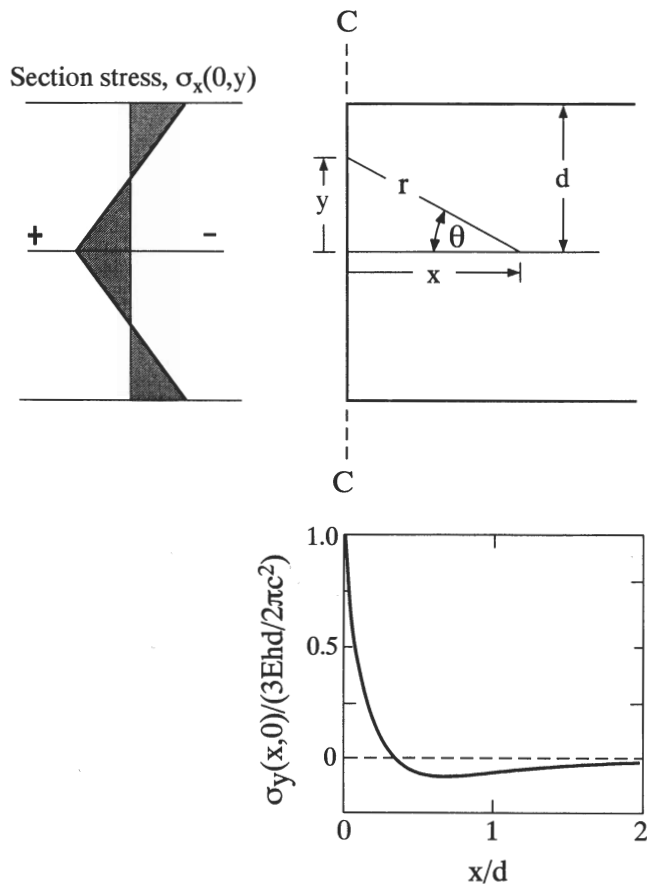 C
Section stress, σx(0,y)
+
-
y
r
θ
d
x
C
σy(x,0)/(3Ehd/2πc²)
1.0
0.5
0
0
1
2
x/d